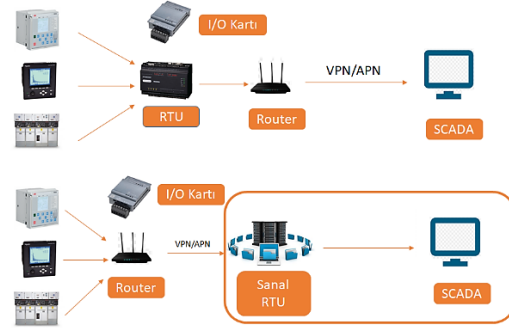 I/O Kartı
RTU
Router
VPN/APN
SCADA
I/O Kartı
Router
VPN/APN
Sanal
RTU
SCADA